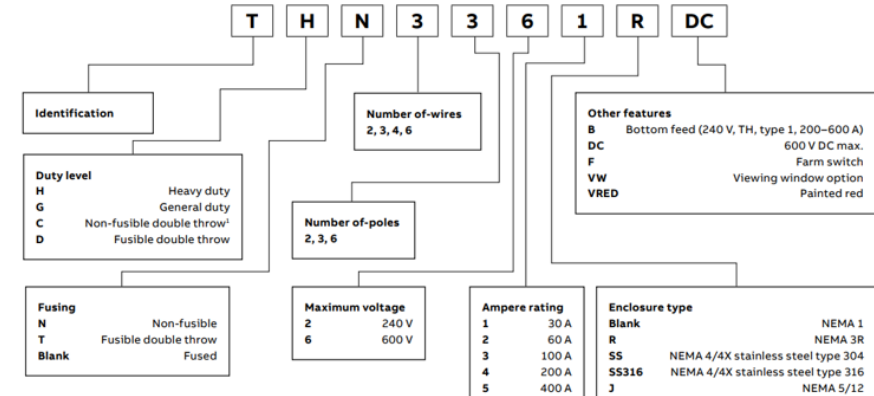 T H N 3 3 6 1 R DC
Identification
Number of-wires
2, 3, 4, 6
Other features
B Bottom feed (240 V, TH, type 1, 200–600 A)
DC 600 V DC max.
F Farm switch
VW Viewing window option
VRED Painted red
Duty level
H Heavy duty
G General duty
C Non-fusible double throw¹
D Fusible double throw
Number of-poles
2, 3, 6
Fusing
N Non-fusible
T Fusible double throw
Blank Fused
Maximum voltage
2 240 V
6 600 V
Ampere rating
1 30 A
2 60 A
3 100 A
4 200 A
5 400 A
Enclosure type
Blank NEMA 1
R NEMA 3R
SS NEMA 4/4X stainless steel type 304
SS316 NEMA 4/4X stainless steel type 316
J NEMA 5/12